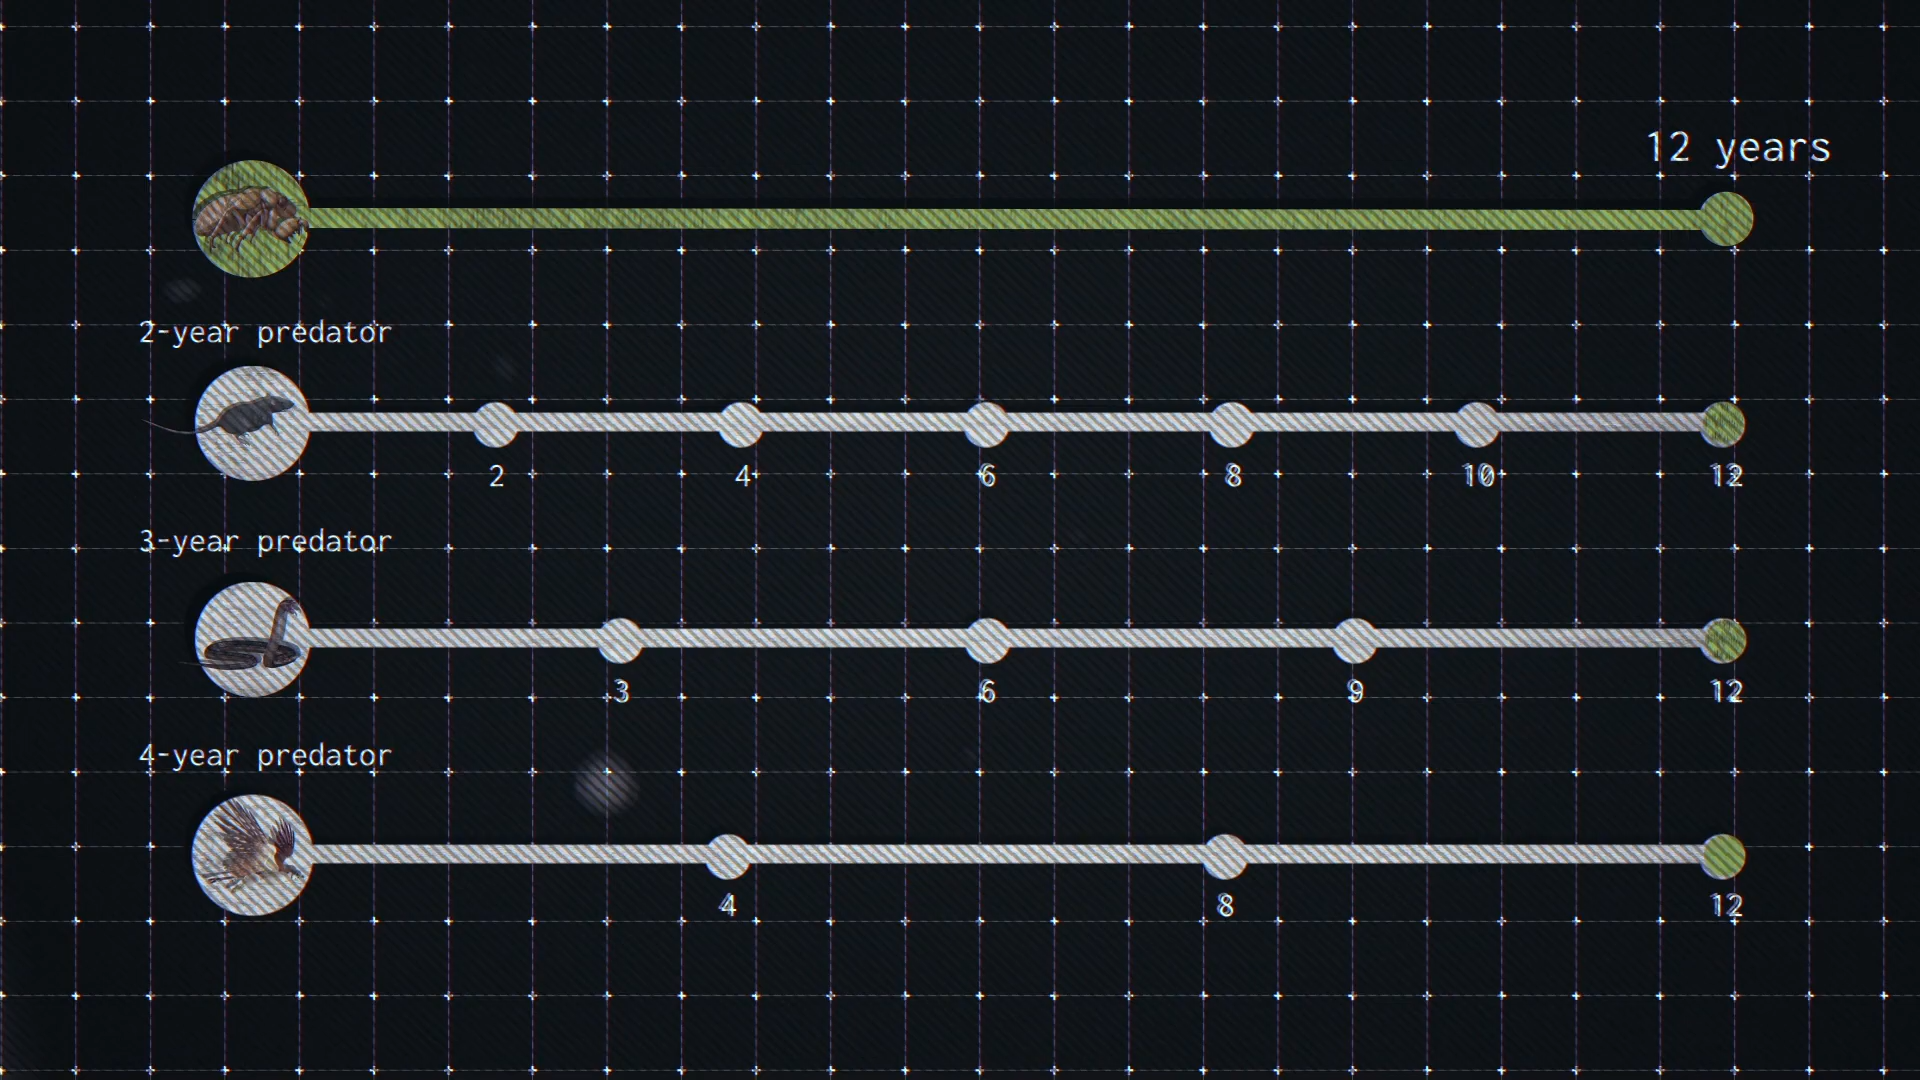 12 years
2-year predator
2 4 6 8 10 12
3-year predator
3 6 9 12
4-year predator
4 8 12